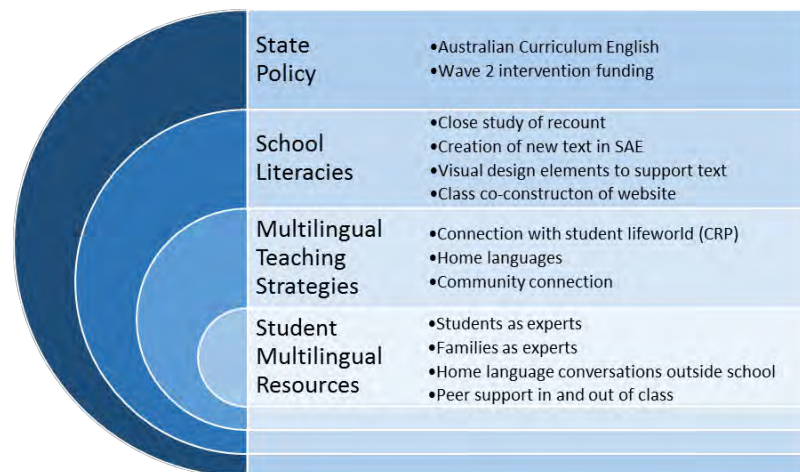 State
Policy
•Australian Curriculum English
•Wave 2 intervention funding
School
Literacies
•Close study of recount
•Creation of new text in SAE
•Visual design elements to support text
•Class co-constructon of website
Multilingual
Teaching
Strategies
•Connection with student lifeworld (CRP)
•Home languages
•Community connection
Student
Multilingual
Resources
•Students as experts
•Families as experts
•Home language conversations outside school
•Peer support in and out of class